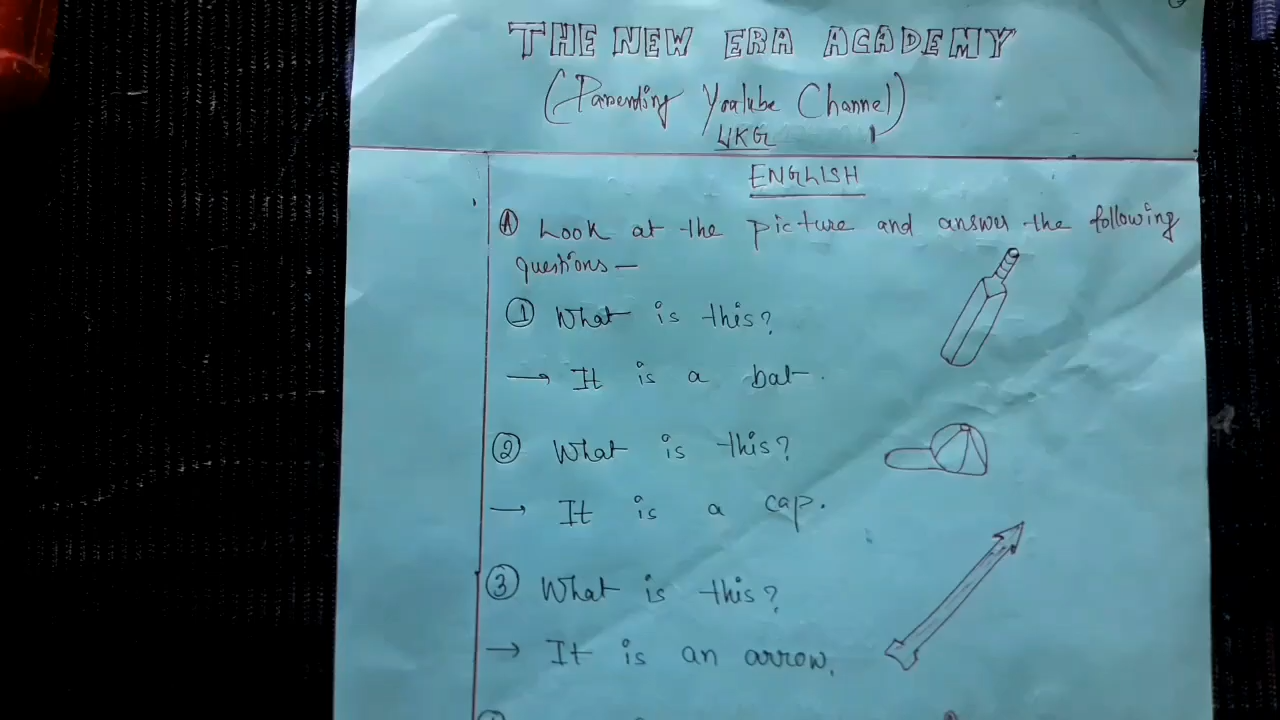 THE NEW ERA ACADEMY
(Parenting Youtube Channel)
UKG
ENGLISH
A Look at the picture and answer the following
questions—
1 What is this?
→ It is a bat.
2 What is this?
→ It is a cap.
3 What is this?
→ It is an arrow.